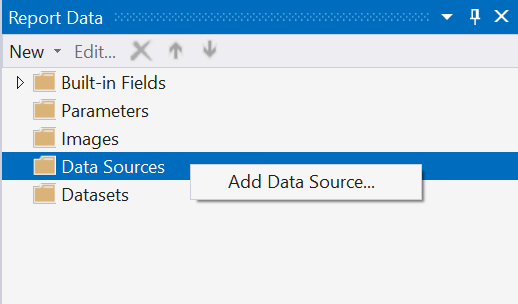 Report Data
New Edit...
Built-in Fields
Parameters
Images
Data Sources
Add Data Source...
Datasets